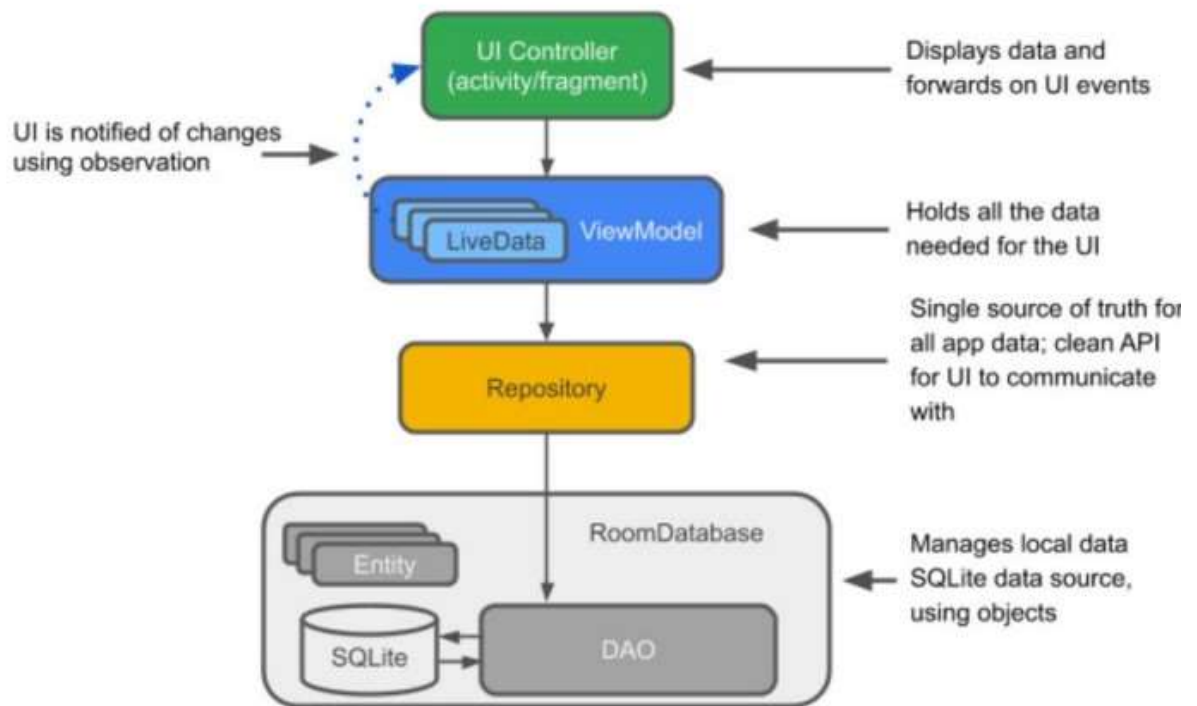 UI Controller
(activity/fragment)
Displays data and
forwards on UI events
UI is notified of changes
using observation
LiveData
ViewModel
Holds all the data
needed for the UI
Single source of truth for
all app data; clean API
for UI to communicate
with
Repository
RoomDatabase
Entity
Manages local data
SQLite data source,
using objects
SQLite
DAO